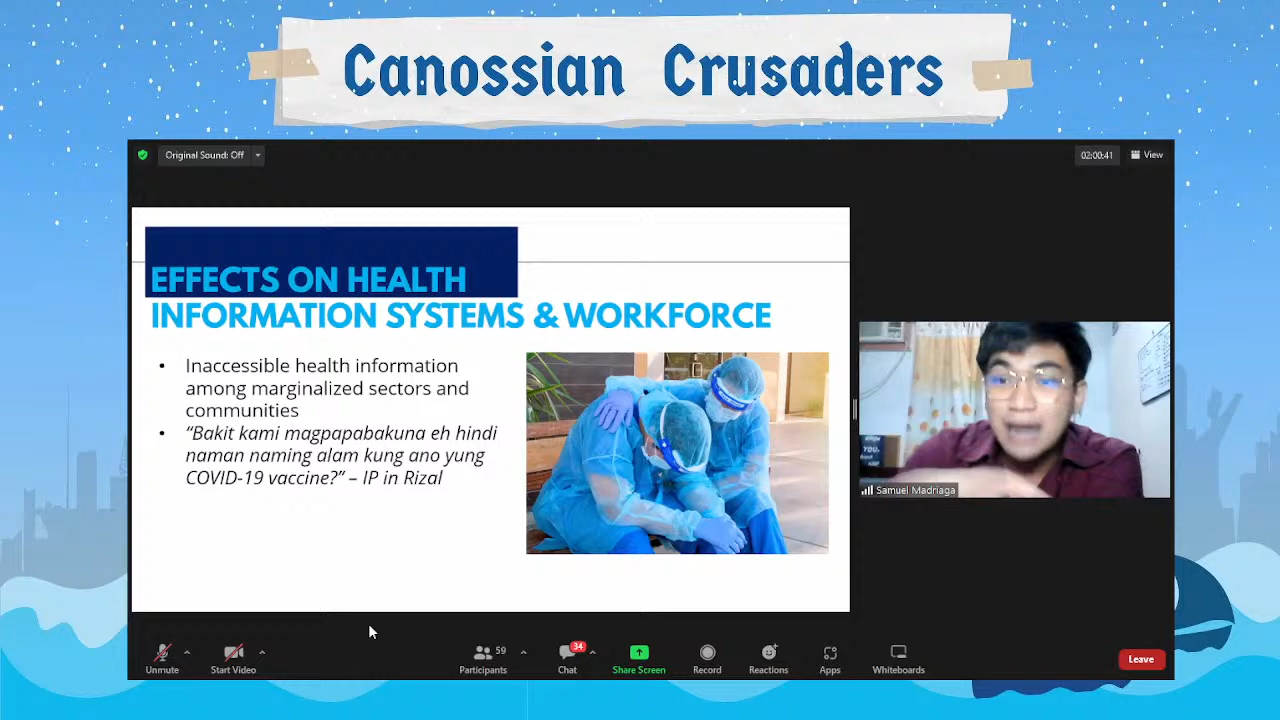 Canossian Crusaders
Original Sound: Off
02:00:41
View
EFFECTS ON HEALTH
INFORMATION SYSTEMS & WORKFORCE
• Inaccessible health information
among marginalized sectors and
communities
• “Bakit kami magpapabakuna eh hindi
naman naming alam kung ano yung
COVID-19 vaccine?” – IP in Rizal
YOU.
Samuel Madriaga
Unmute
Start Video
59
Participants
34
Chat
Share Screen
Record
Reactions
Apps
Whiteboards
Leave